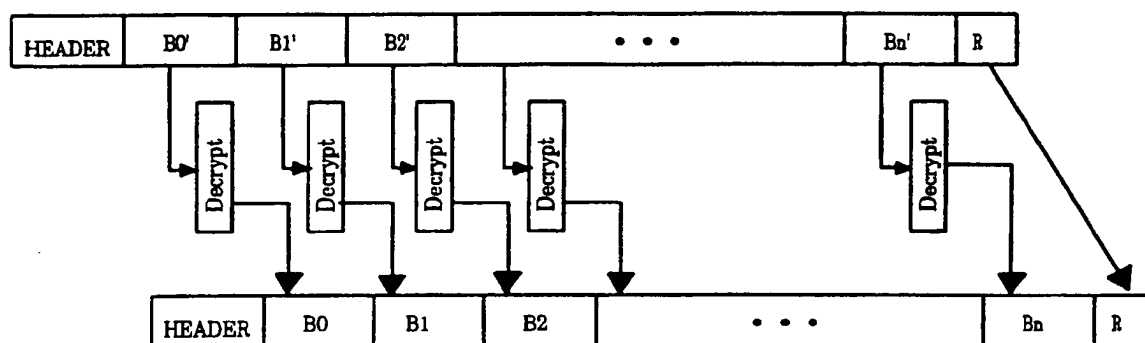 HEADER B0' B1' B2' • • • Bn' R
Decrypt Decrypt Decrypt Decrypt Decrypt
HEADER B0 B1 B2 • • • Bn R